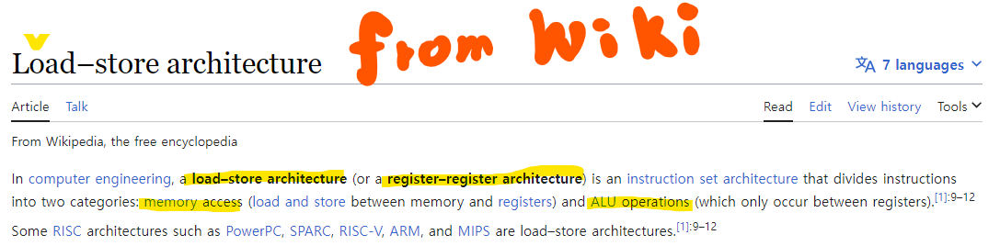 from Wiki
Load–store architecture
7 languages
Article Talk Read Edit View history Tools
From Wikipedia, the free encyclopedia
In computer engineering, a load–store architecture (or a register–register architecture) is an instruction set architecture that divides instructions
into two categories: memory access (load and store between memory and registers) and ALU operations (which only occur between registers).[1]:9–12
Some RISC architectures such as PowerPC, SPARC, RISC-V, ARM, and MIPS are load–store architectures.[1]:9–12